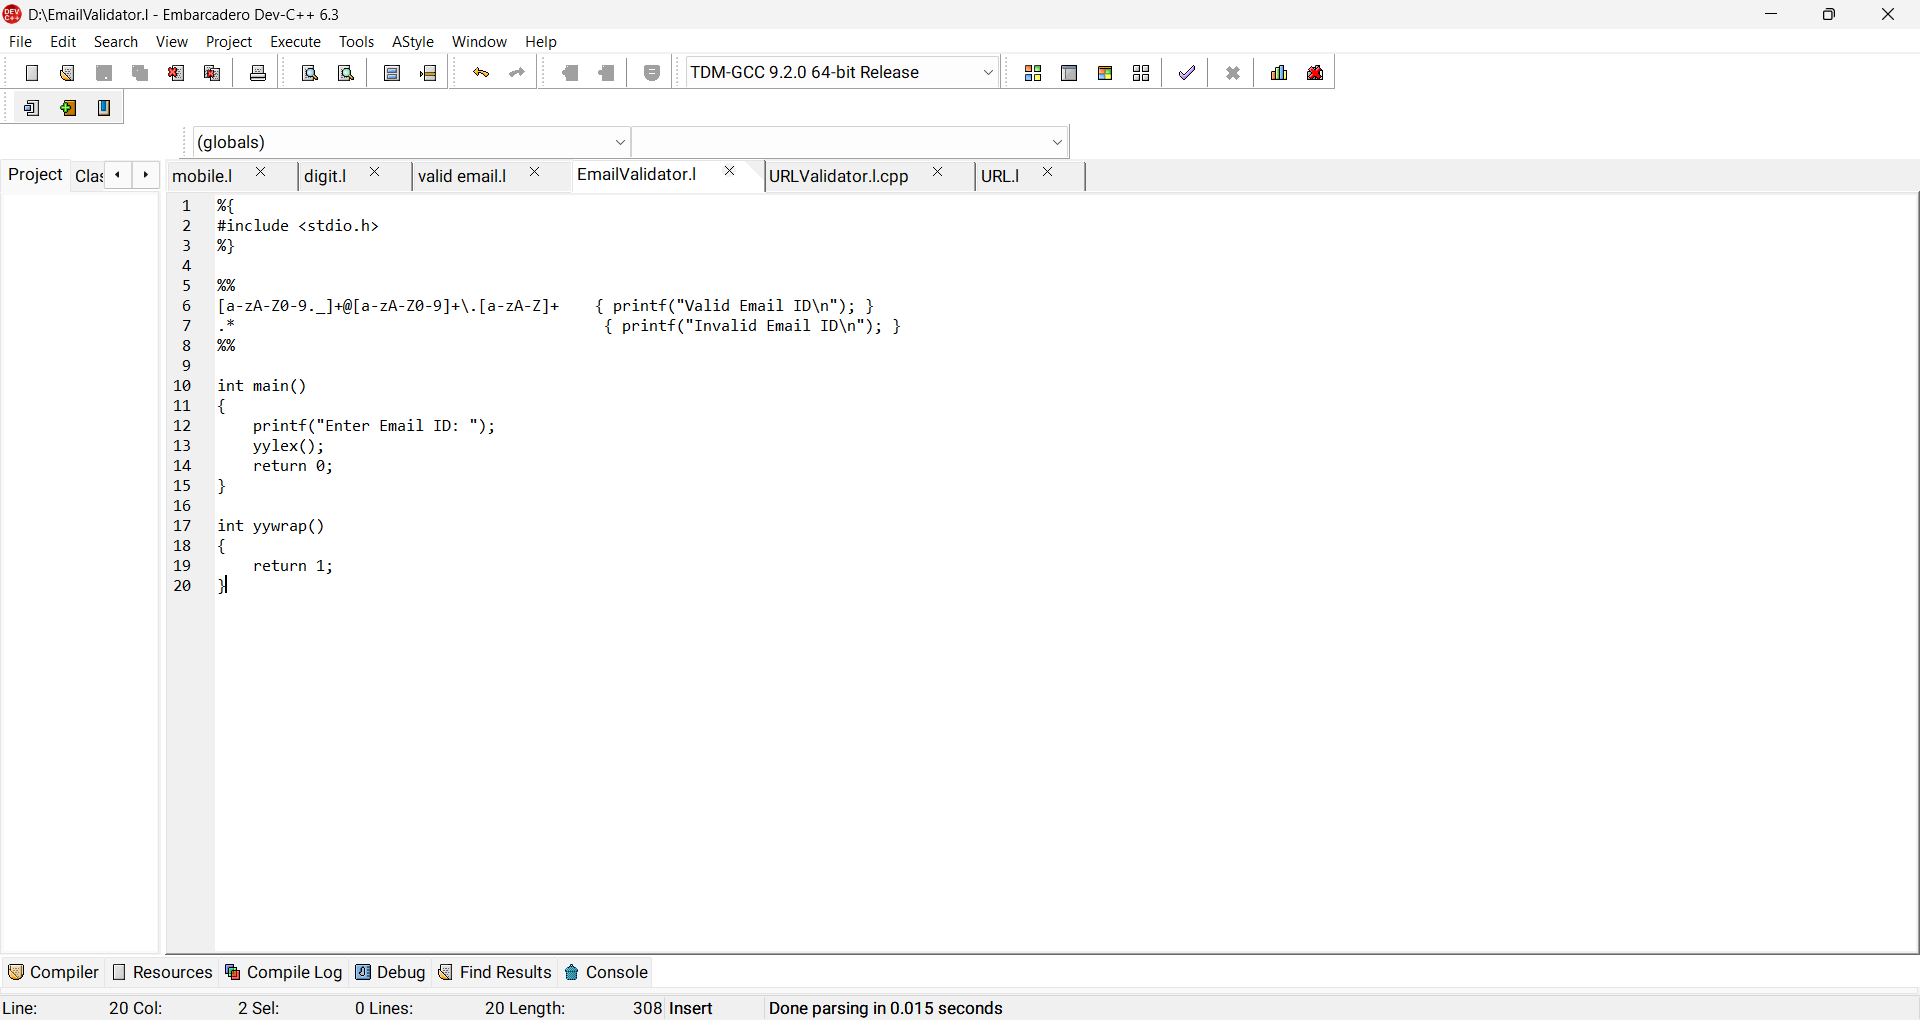 D:\EmailValidator.l - Embarcadero Dev-C++ 6.3
File Edit Search View Project Execute Tools AStyle Window Help
TDM-GCC 9.2.0 64-bit Release
(globals)
Project Clas
mobile.l digit.l valid email.l EmailValidator.l URLValidator.l.cpp URL.l
1 %{
2 #include <stdio.h>
3 %}
4
5 %%
6 [a-zA-Z0-9._]+@[a-zA-Z0-9]+\.[a-zA-Z]+    { printf("Valid Email ID\n"); }
7 .*                                         { printf("Invalid Email ID\n"); }
8 %%
9
10 int main()
11 {
12     printf("Enter Email ID: ");
13     yylex();
14     return 0;
15 }
16
17 int yywrap()
18 {
19     return 1;
20 }
Compiler Resources Compile Log Debug Find Results Console
Line: 20 Col: 2 Sel: 0 Lines: 20 Length: 308 Insert Done parsing in 0.015 seconds